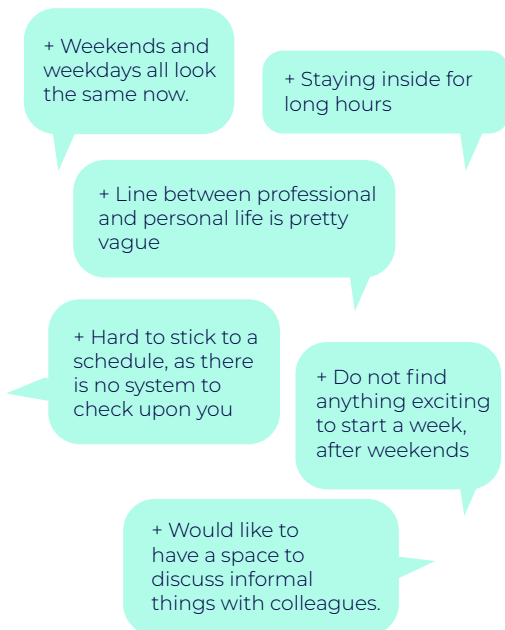 + Weekends and
weekdays all look
the same now.
+ Staying inside for
long hours
+ Line between professional
and personal life is pretty
vague
+ Hard to stick to a
schedule, as there
is no system to
check upon you
+ Do not find
anything exciting
to start a week,
after weekends
+ Would like to
have a space to
discuss informal
things with colleagues.